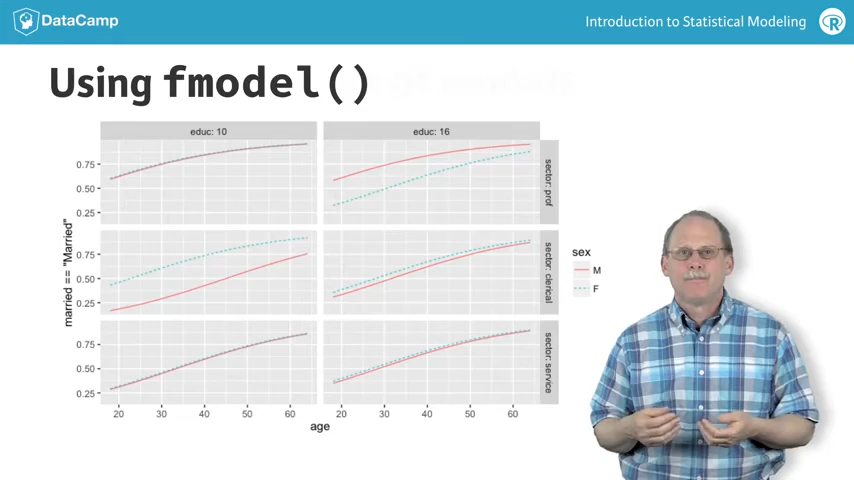 DataCamp
Introduction to Statistical Modeling
R
Using fmodel()
educ: 10
educ: 16
0.75
0.50
0.25
sector: prof
0.75
0.50
0.25
sector: clerical
0.75
0.50
0.25
sector: service
married == "Married"
20 30 40 50 60
20 30 40 50 60
age
sex
M
F